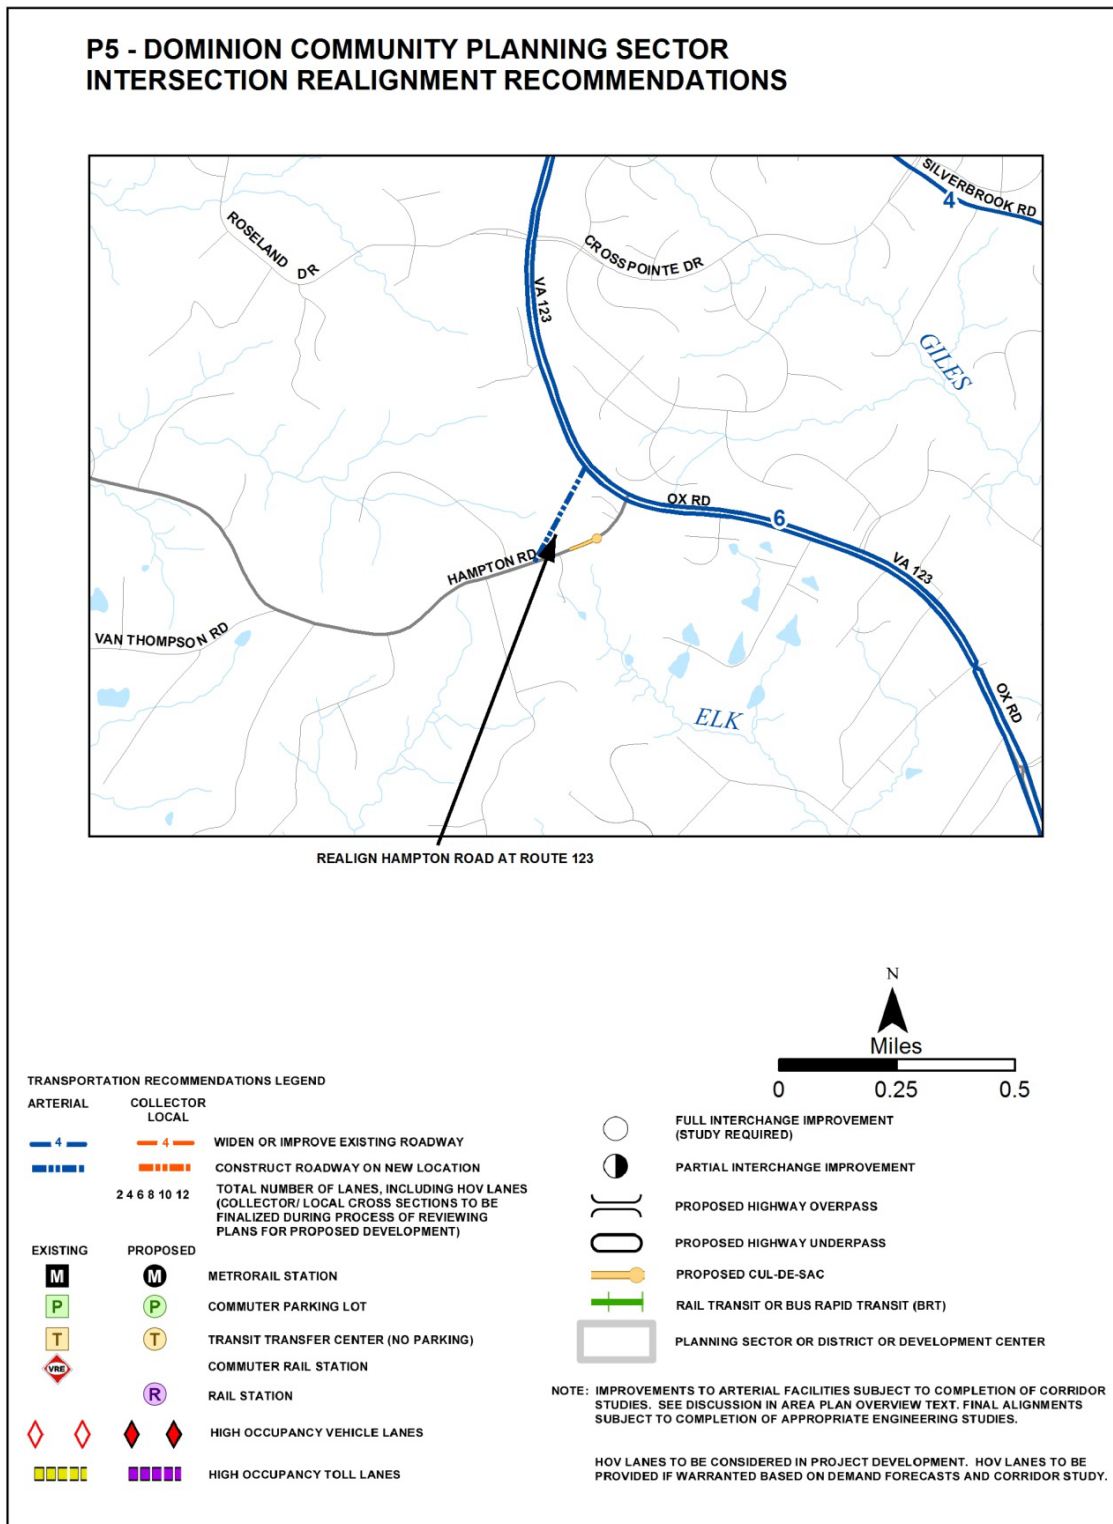 P5 - DOMINION COMMUNITY PLANNING SECTOR
INTERSECTION REALIGNMENT RECOMMENDATIONS
SILVERBROOK RD
4
ROSELAND DR
CROSSPOINTE DR
VA 123
GILES
OX RD
6
HAMPTON RD
VA 123
VAN THOMPSON RD
OX RD
ELK
REALIGN HAMPTON ROAD AT ROUTE 123
N
Miles
0 0.25 0.5
TRANSPORTATION RECOMMENDATIONS LEGEND
ARTERIAL
COLLECTOR
LOCAL
4 4 WIDEN OR IMPROVE EXISTING ROADWAY
CONSTRUCT ROADWAY ON NEW LOCATION
2 4 6 8 10 12
TOTAL NUMBER OF LANES, INCLUDING HOV LANES
(COLLECTOR/ LOCAL CROSS SECTIONS TO BE
FINALIZED DURING PROCESS OF REVIEWING
PLANS FOR PROPOSED DEVELOPMENT)
EXISTING PROPOSED
M M METRORAIL STATION
P P COMMUTER PARKING LOT
T T TRANSIT TRANSFER CENTER (NO PARKING)
VRE COMMUTER RAIL STATION
R RAIL STATION
HIGH OCCUPANCY VEHICLE LANES
HIGH OCCUPANCY TOLL LANES
FULL INTERCHANGE IMPROVEMENT
(STUDY REQUIRED)
PARTIAL INTERCHANGE IMPROVEMENT
PROPOSED HIGHWAY OVERPASS
PROPOSED HIGHWAY UNDERPASS
PROPOSED CUL-DE-SAC
RAIL TRANSIT OR BUS RAPID TRANSIT (BRT)
PLANNING SECTOR OR DISTRICT OR DEVELOPMENT CENTER
NOTE: IMPROVEMENTS TO ARTERIAL FACILITIES SUBJECT TO COMPLETION OF CORRIDOR
STUDIES. SEE DISCUSSION IN AREA PLAN OVERVIEW TEXT. FINAL ALIGNMENTS
SUBJECT TO COMPLETION OF APPROPRIATE ENGINEERING STUDIES.
HOV LANES TO BE CONSIDERED IN PROJECT DEVELOPMENT. HOV LANES TO BE
PROVIDED IF WARRANTED BASED ON DEMAND FORECASTS AND CORRIDOR STUDY.